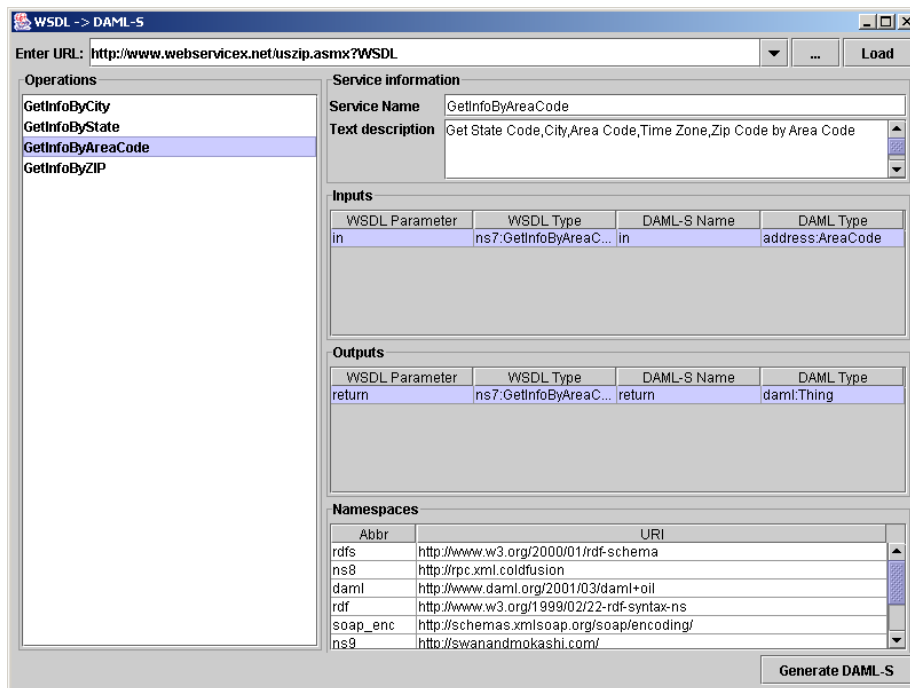 WSDL -> DAML-S
Enter URL: http://www.webservicex.net/uszip.asmx?WSDL ... Load
Operations
GetInfoByCity
GetInfoByState
GetInfoByAreaCode
GetInfoByZIP
Service information
Service Name GetInfoByAreaCode
Text description Get State Code,City,Area Code,Time Zone,Zip Code by Area Code
Inputs
WSDL Parameter WSDL Type DAML-S Name DAML Type
in ns7:GetInfoByAreaC... in address:AreaCode
Outputs
WSDL Parameter WSDL Type DAML-S Name DAML Type
return ns7:GetInfoByAreaC... return daml:Thing
Namespaces
Abbr URI
rdfs http://www.w3.org/2000/01/rdf-schema
ns8 http://rpc.xml.coldfusion
daml http://www.daml.org/2001/03/daml+oil
rdf http://www.w3.org/1999/02/22-rdf-syntax-ns
soap_enc http://schemas.xmlsoap.org/soap/encoding/
ns9 http://swanandmokashi.com/
Generate DAML-S